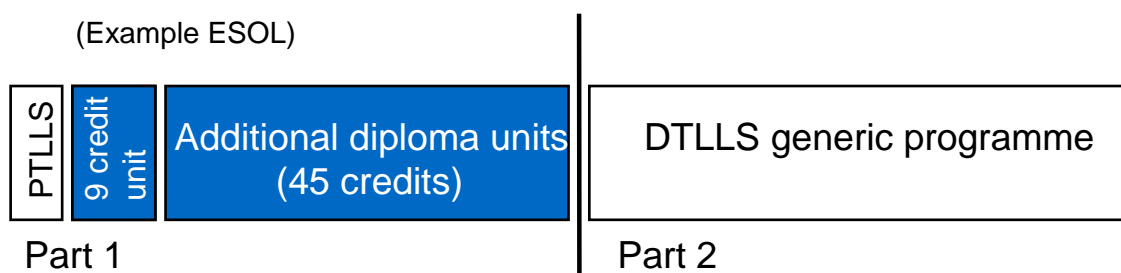 (Example ESOL)
PTLLS
9 credit
unit
Additional diploma units
(45 credits)
DTLLS generic programme
Part 1
Part 2